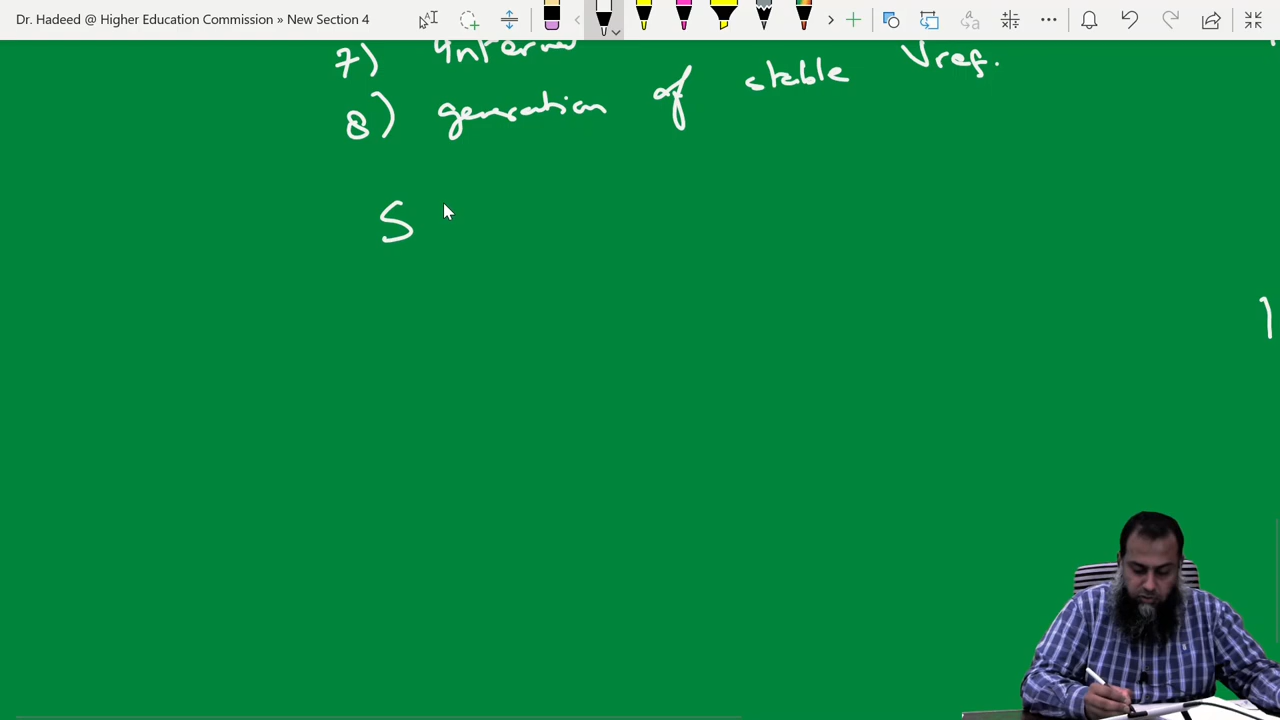 Dr. Hadeed @ Higher Education Commission » New Section 4
7)
8) generation of stable Vref.
S